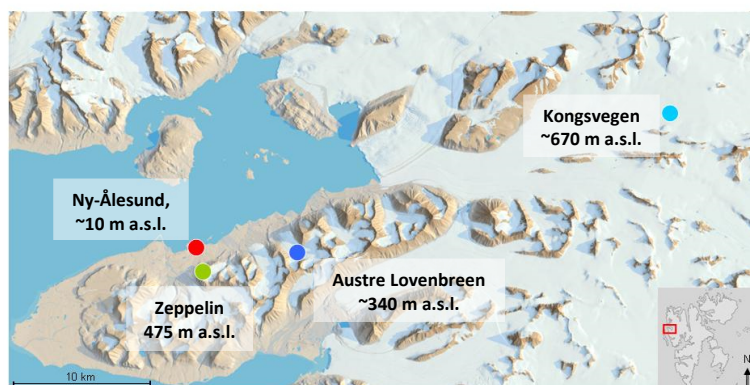 Kongsvegen
~670 m a.s.l.
Ny-Ålesund,
~10 m a.s.l.
Austre Lovenbreen
~340 m a.s.l.
Zeppelin
475 m a.s.l.
10 km
N